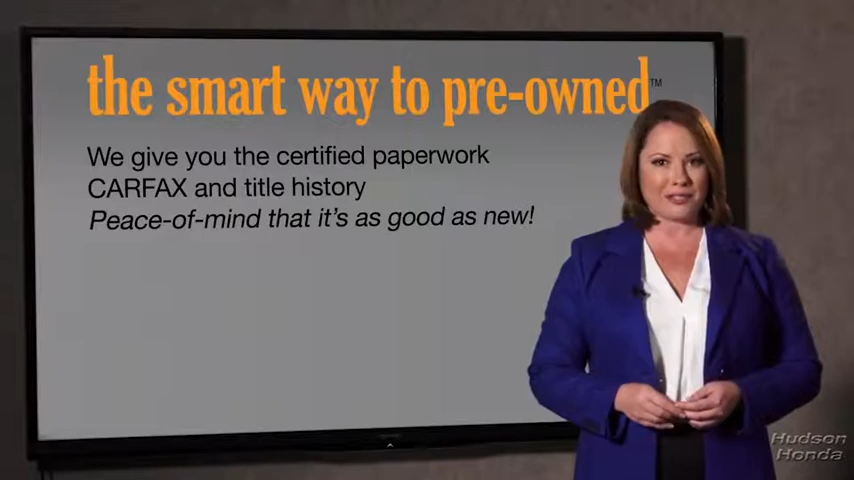 the smart way to pre-owned™
We give you the certified paperwork
CARFAX and title history
Peace-of-mind that it's as good as new!
Hudson
Honda